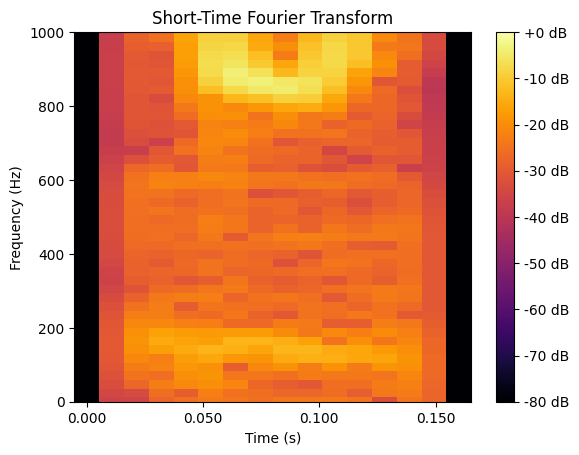 Short-Time Fourier Transform
Frequency (Hz)
1000
800
600
400
200
0
0.000
0.050
0.100
0.150
Time (s)
+0 dB
-10 dB
-20 dB
-30 dB
-40 dB
-50 dB
-60 dB
-70 dB
-80 dB